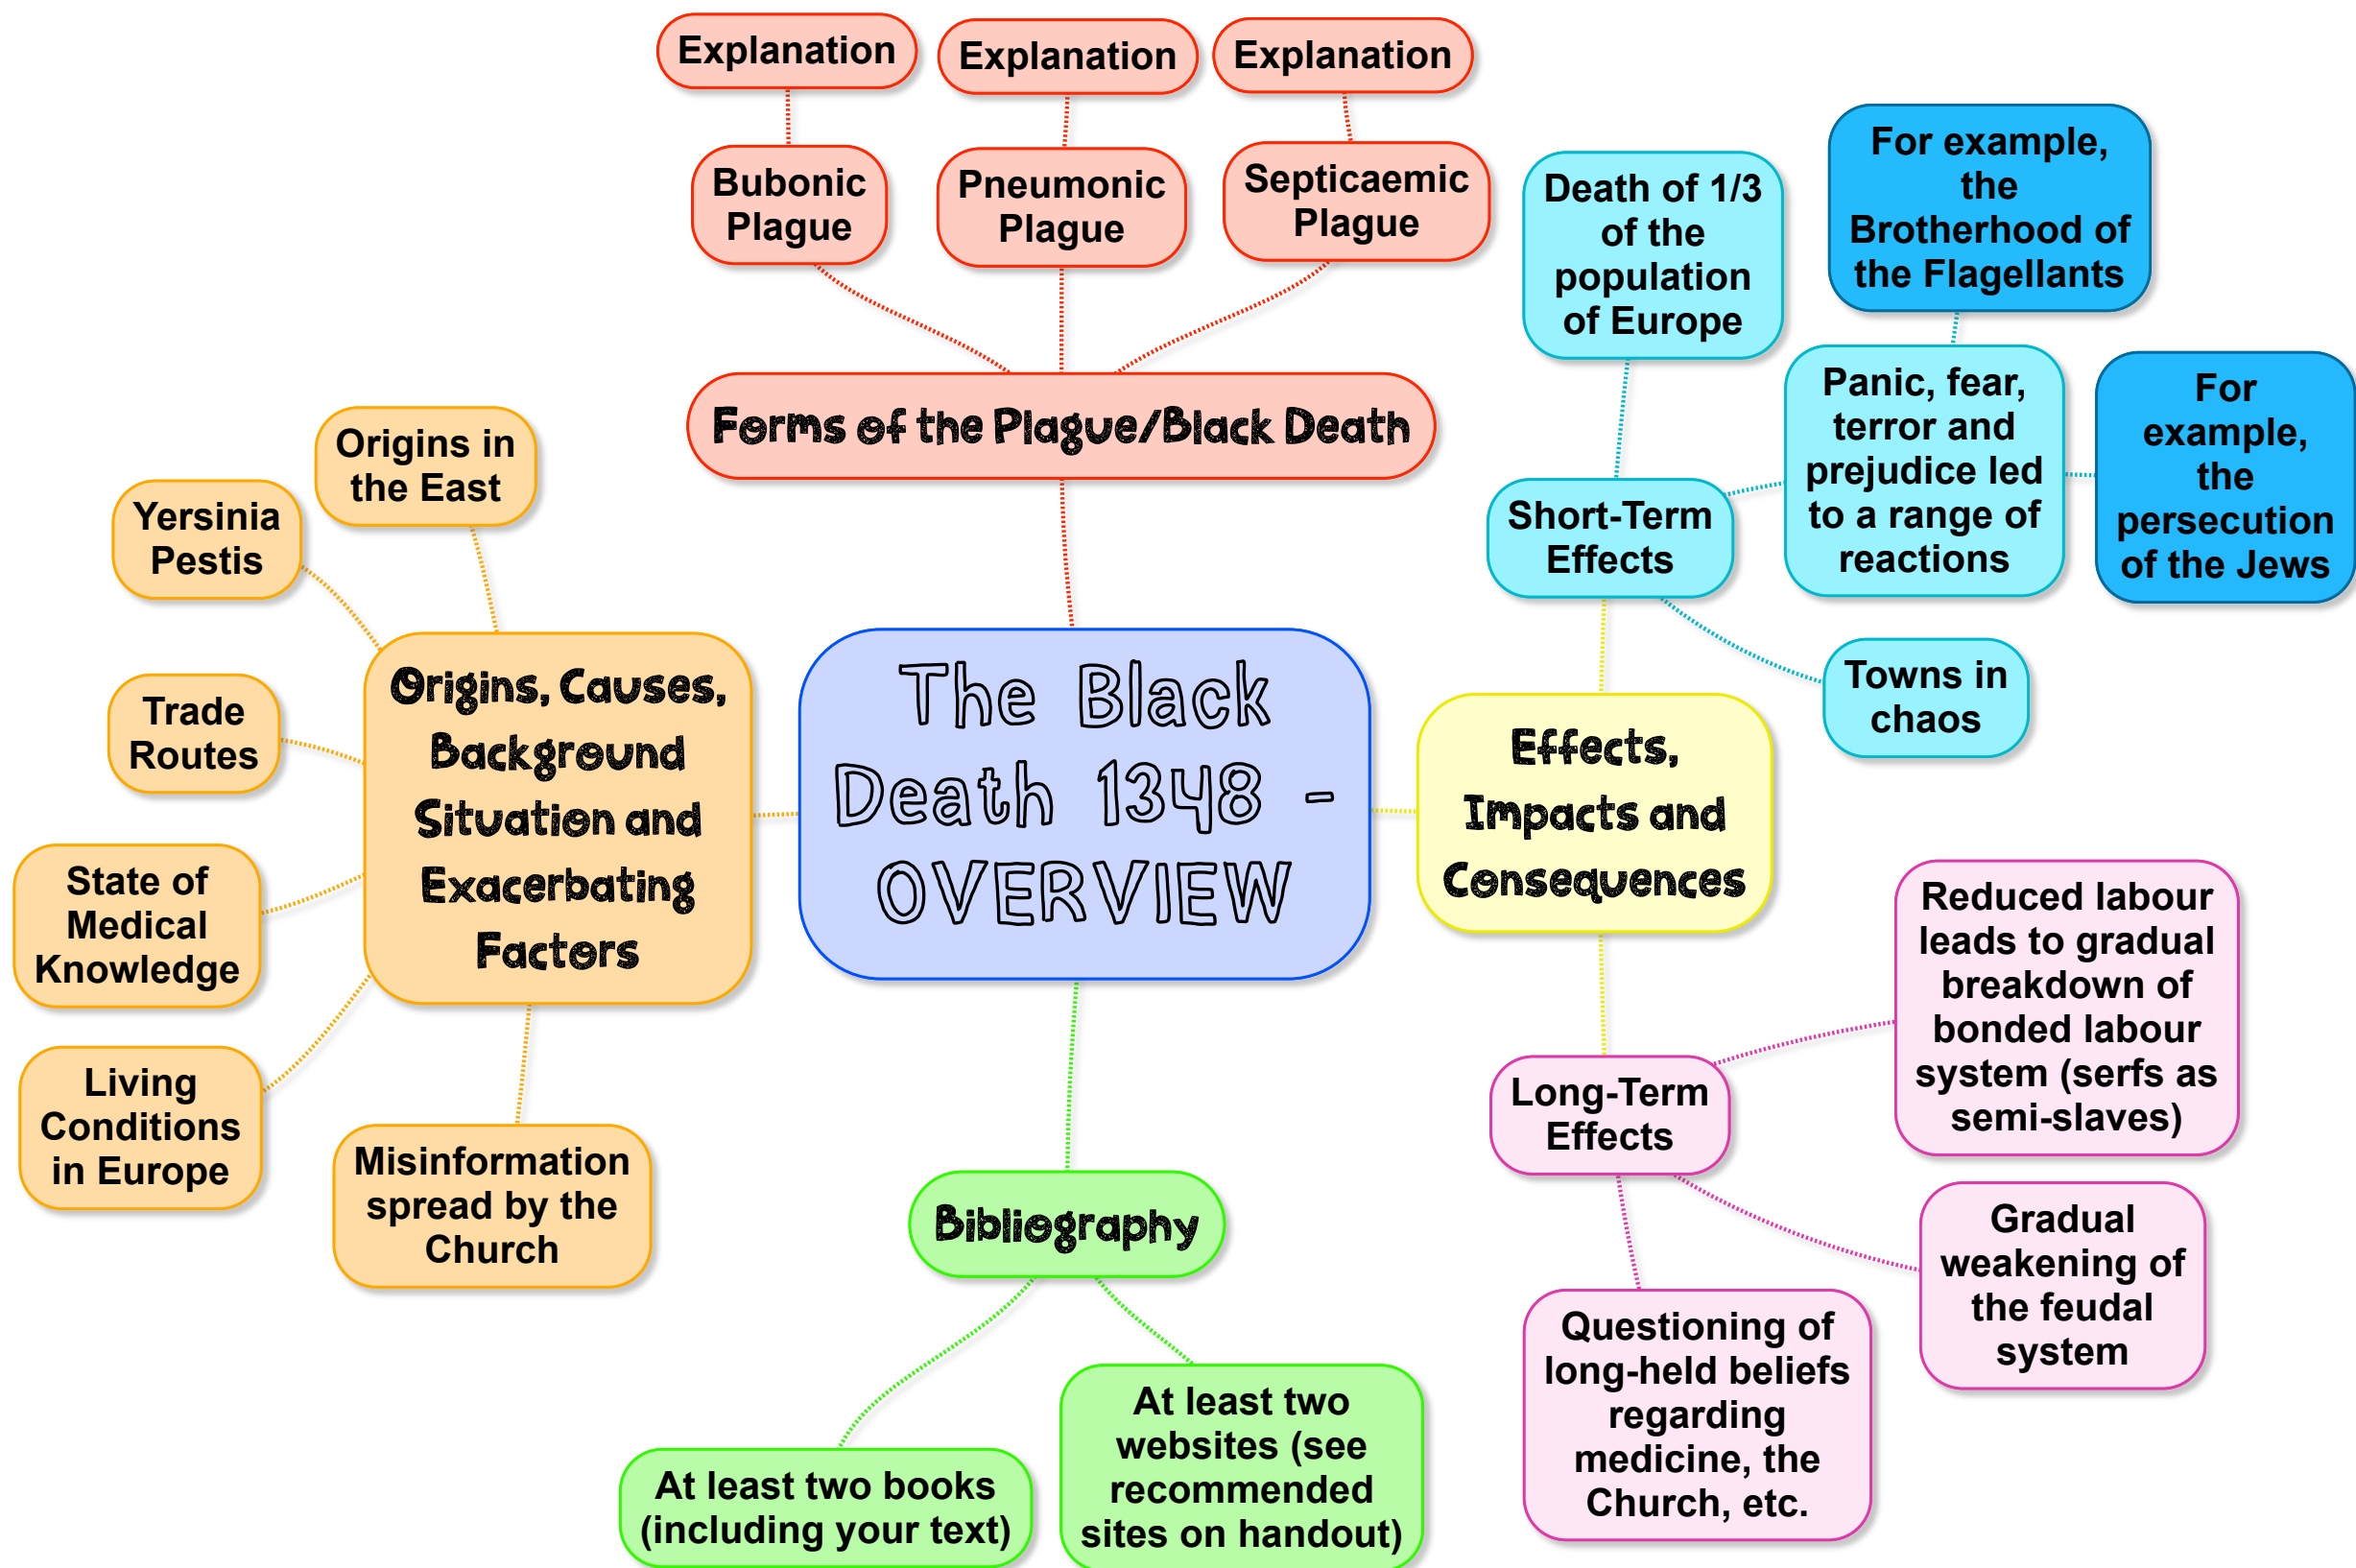 Explanation
Explanation
Explanation
Bubonic
Plague
Pneumonic
Plague
Septicaemic
Plague
Forms of the Plague/Black Death
Origins in
the East
Yersinia
Pestis
Trade
Routes
State of
Medical
Knowledge
Living
Conditions
in Europe
Misinformation
spread by the
Church
Origins, Causes,
Background
Situation and
Exacerbating
Factors
The Black
Death 1348 -
OVERVIEW
Effects,
Impacts and
Consequences
Short-Term
Effects
Death of 1/3
of the
population
of Europe
Panic, fear,
terror and
prejudice led
to a range of
reactions
For example,
the
Brotherhood of
the Flagellants
For
example,
the
persecution
of the Jews
Towns in
chaos
Long-Term
Effects
Reduced labour
leads to gradual
breakdown of
bonded labour
system (serfs as
semi-slaves)
Gradual
weakening of
the feudal
system
Questioning of
long-held beliefs
regarding
medicine, the
Church, etc.
Bibliography
At least two books
(including your text)
At least two
websites (see
recommended
sites on handout)